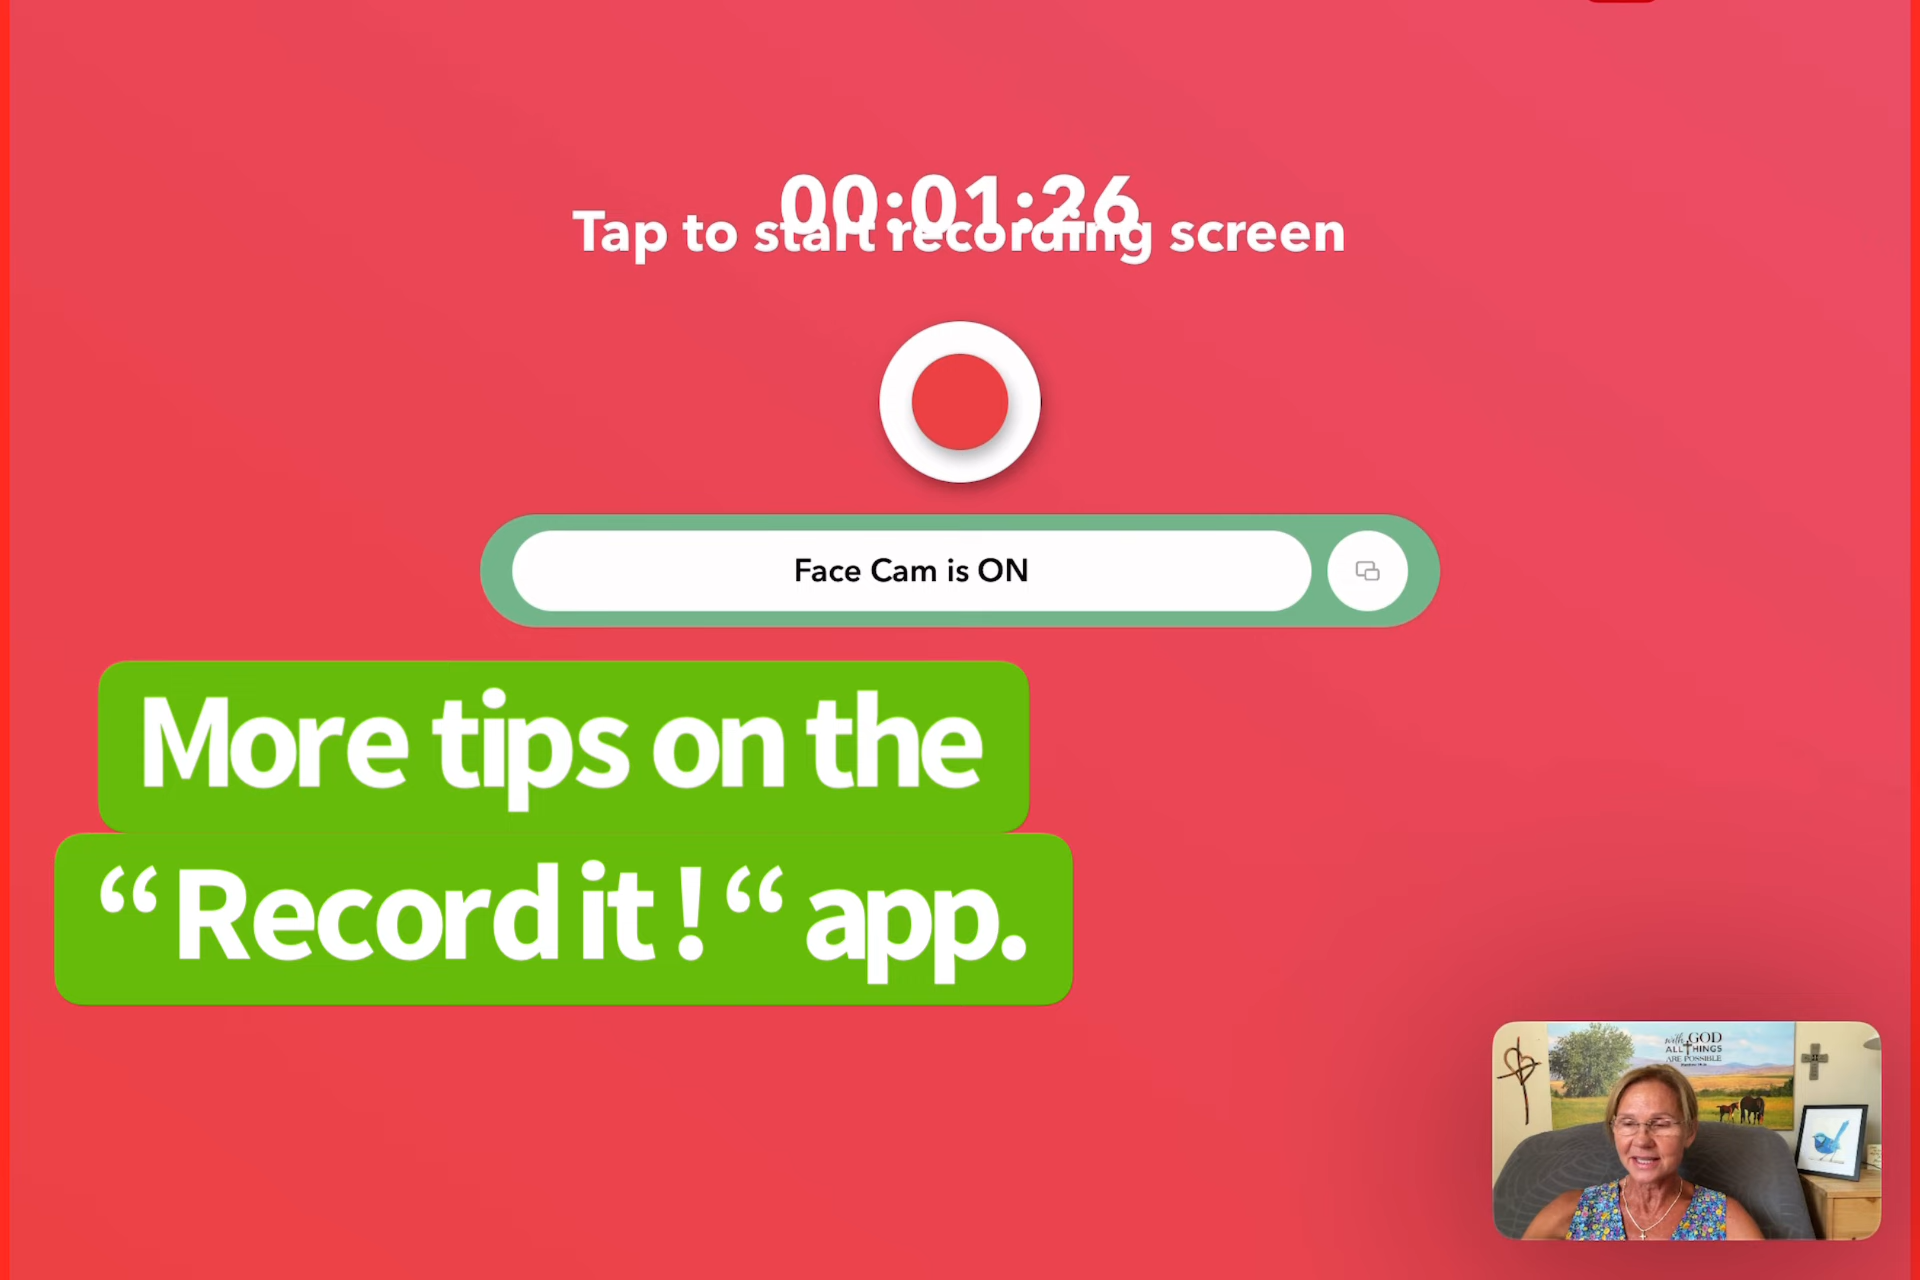 00:01:26
Tap to start recording screen
Face Cam is ON
More tips on the
“Record it!“ app.
with GOD
ALL THINGS
ARE POSSIBLE